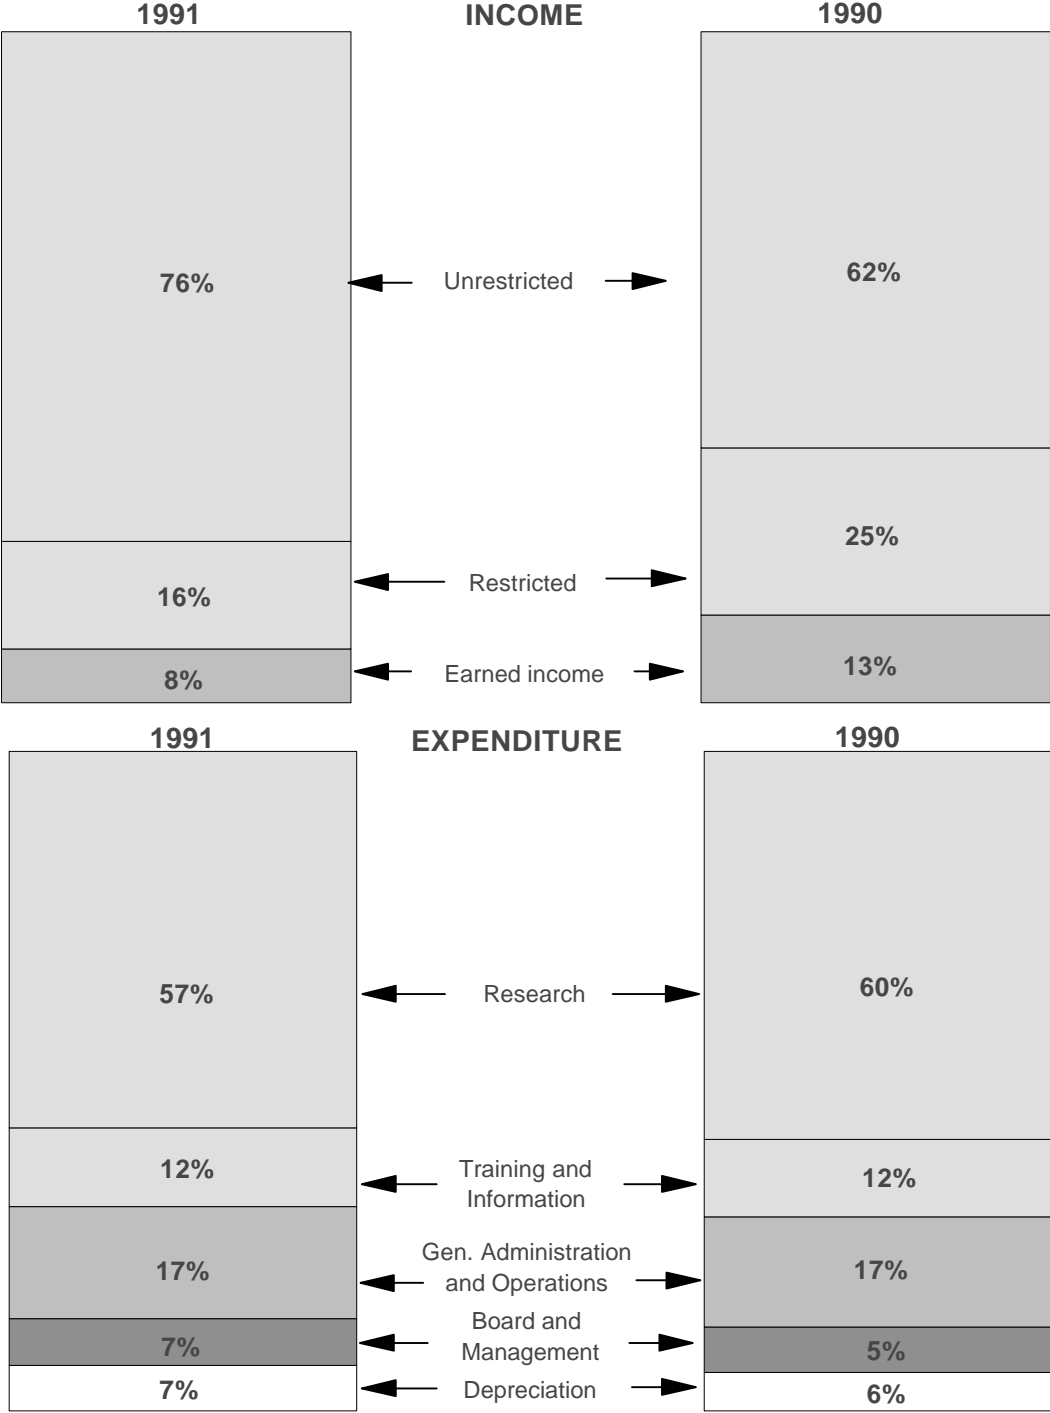 1991 INCOME 1990
76% Unrestricted 62%
16% Restricted 25%
8% Earned income 13%
1991 EXPENDITURE 1990
57% Research 60%
12% Training and 12%
Information
Gen. Administration
17% and Operations 17%
Board and
7% Management 5%
7% Depreciation 6%